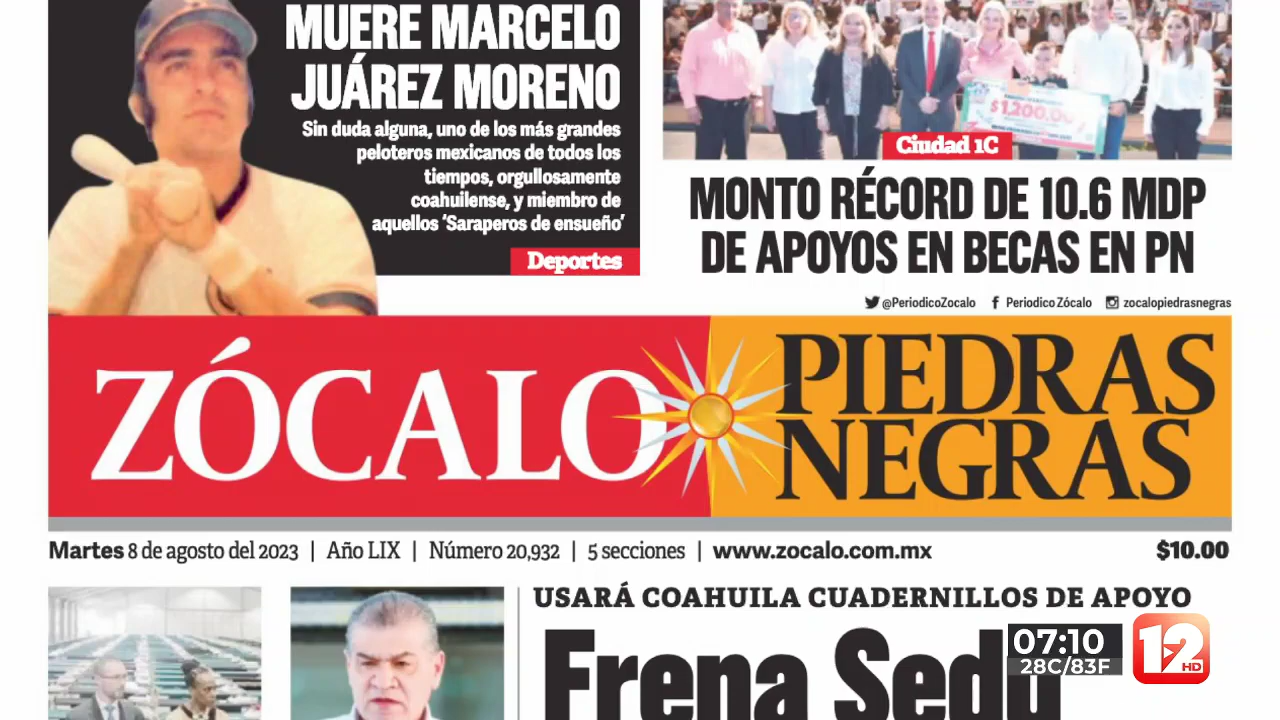 MUERE MARCELO
JUÁREZ MORENO
Sin duda alguna, uno de los más grandes
peloteros mexicanos de todos los
tiempos, orgullosamente
coahuilense, y miembro de
aquellos ‘Saraperos de ensueño’
Deportes
$1,200,00
Ciudad 1C
MONTO RÉCORD DE 10.6 MDP
DE APOYOS EN BECAS EN PN
@PeriodicoZocalo Periodico Zócalo zocalopiedrasnegras
ZÓCALO
PIEDRAS
NEGRAS
Martes 8 de agosto del 2023 | Año LIX | Número 20,932 | 5 secciones | www.zocalo.com.mx $10.00
USARÁ COAHUILA CUADERNILLOS DE APOYO
Frena Sedu
07:10
28C/83F
12
HD